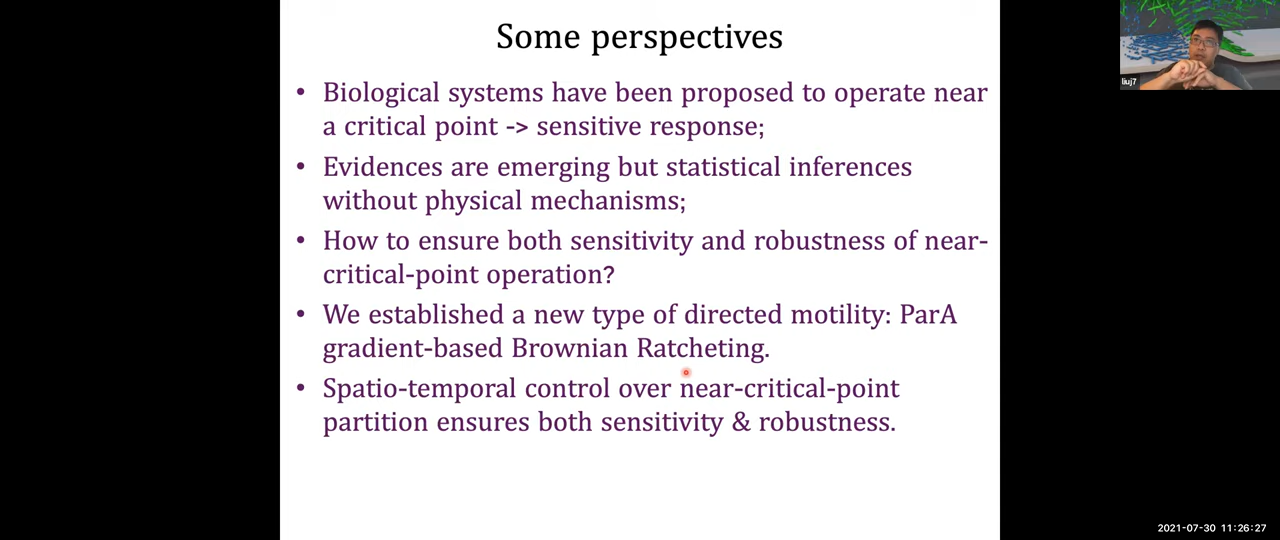 Some perspectives
• Biological systems have been proposed to operate near
a critical point -> sensitive response;
• Evidences are emerging but statistical inferences
without physical mechanisms;
• How to ensure both sensitivity and robustness of near-
critical-point operation?
• We established a new type of directed motility: ParA
gradient-based Brownian Ratcheting.
• Spatio-temporal control over near-critical-point
partition ensures both sensitivity & robustness.
liuj7
2021-07-30 11:26:27